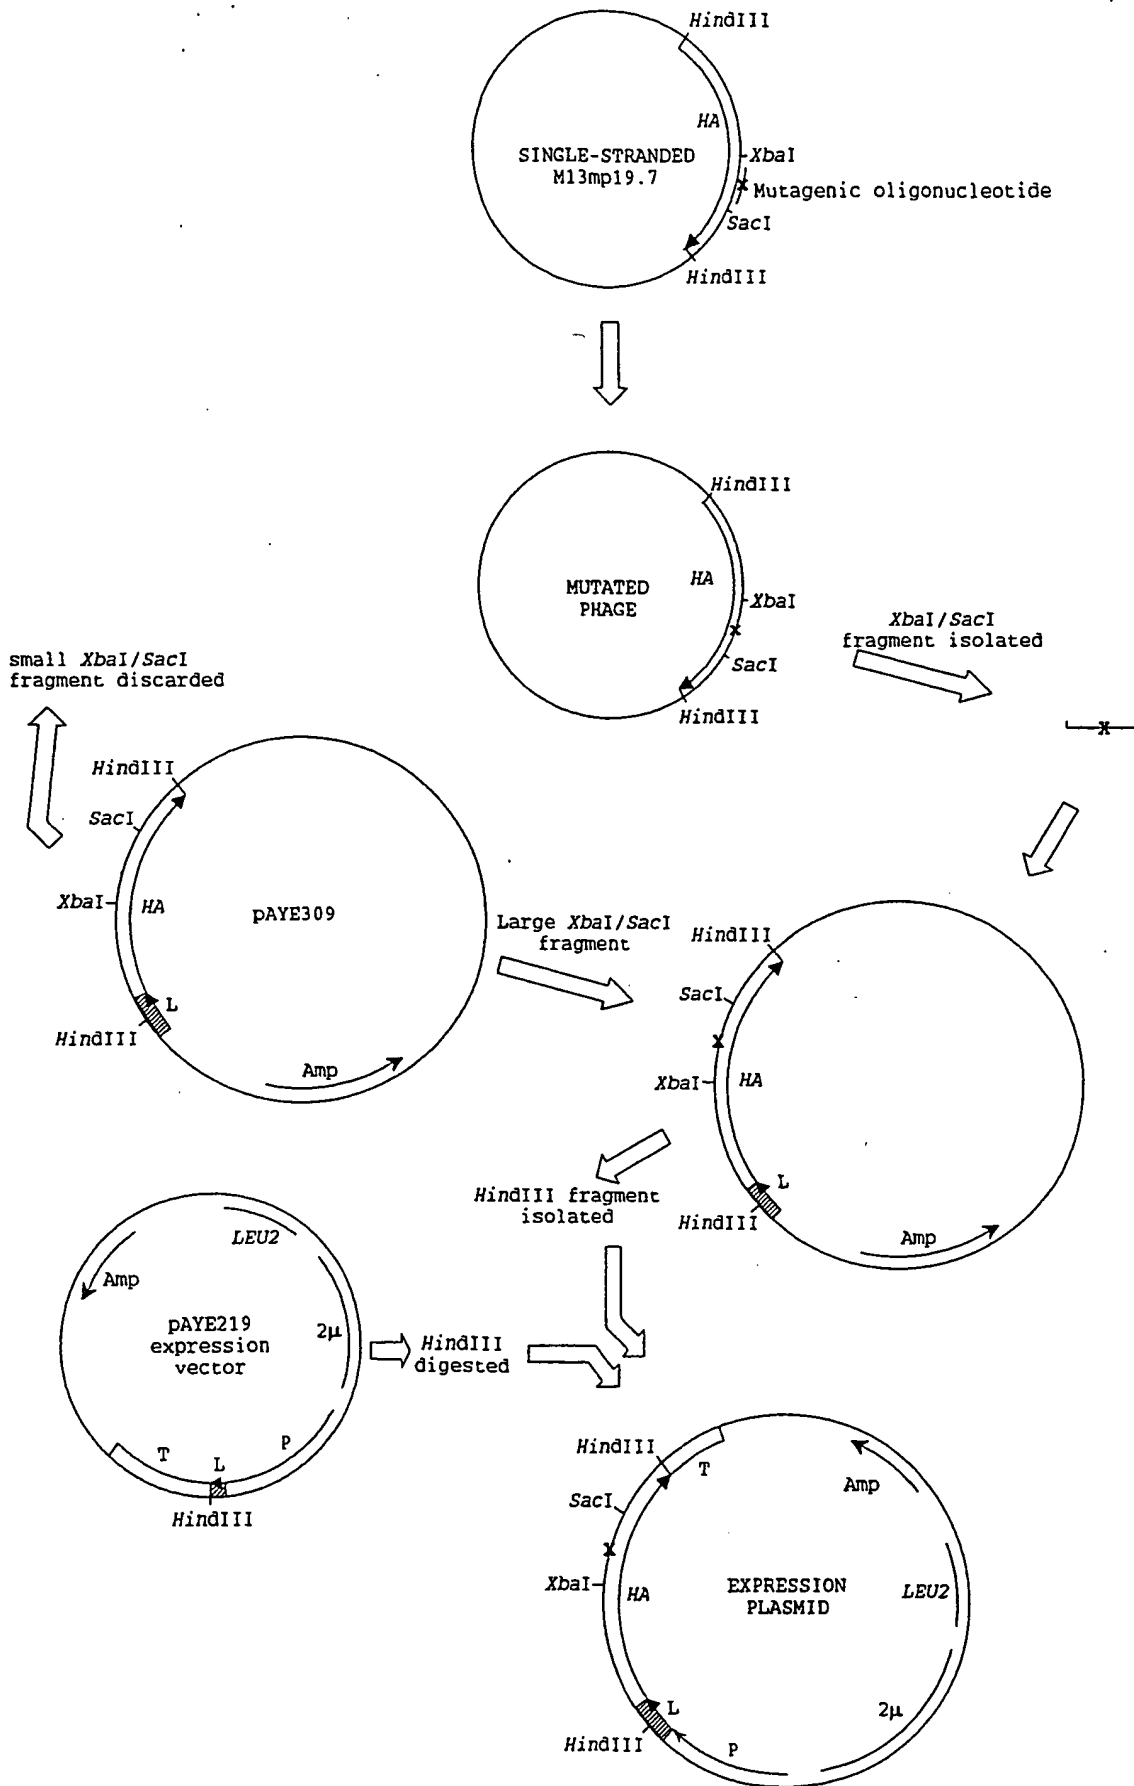 HindIII
HA
SINGLE-STRANDED
M13mp19.7
XbaI
x
Mutagenic oligonucleotide
SacI
HindIII
HindIII
MUTATED
PHAGE
HA
XbaI
x
SacI
HindIII
XbaI/SacI
fragment isolated
x
small XbaI/SacI
fragment discarded
HindIII
SacI
XbaI
HA
pAYE309
L
HindIII
Amp
Large XbaI/SacI
fragment
HindIII
SacI
x
XbaI
HA
L
HindIII
Amp
HindIII fragment
isolated
LEU2
Amp
pAYE219
expression
vector
2μ
T
L
P
HindIII
HindIII
digested
HindIII
T
SacI
x
XbaI
HA
Amp
EXPRESSION
PLASMID
LEU2
L
HindIII
P
2μ